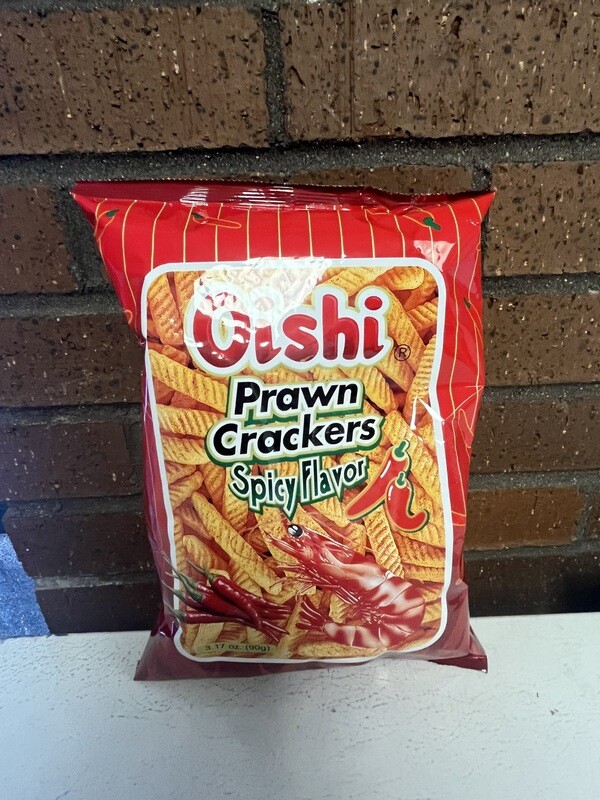 Oishi®
Prawn
Crackers
Spicy Flavor
3.17 oz. (90g)